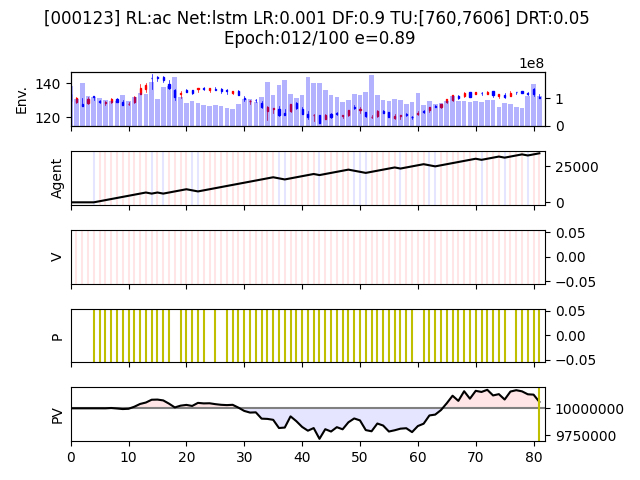 [000123] RL:ac Net:lstm LR:0.001 DF:0.9 TU:[760,7606] DRT:0.05
Epoch:012/100 e=0.89
1e8
Env.
140
120
1
0
Agent
25000
0
V
0.05
0.00
−0.05
P
0.05
0.00
−0.05
PV
10000000
9750000
0 10 20 30 40 50 60 70 80